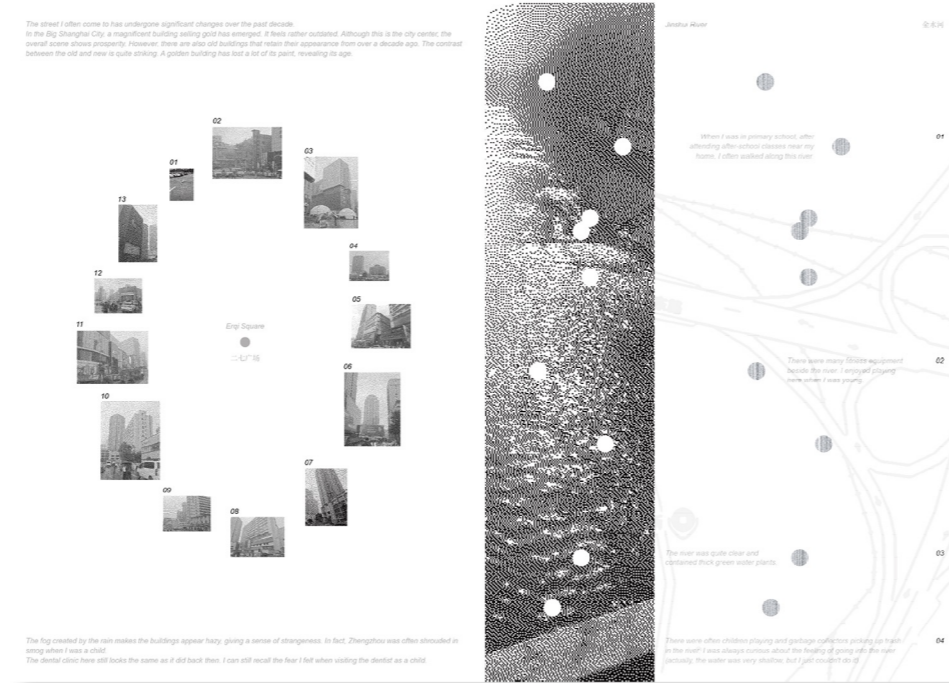 The street I often come to has undergone significant changes over the past decade.
In the Big Shanghai City, a magnificent building selling gold has emerged. It feels rather outdated. Although this is the city center, the
overall scene shows prosperity. However, there are also old buildings that retain their appearance from over a decade ago. The contrast
between the old and new is quite striking. A golden building has lost a lot of its paint, revealing its age.
02
01
03
13
04
12
05
11
Erqi Square
二七广场
06
10
07
09
08
The fog created by the rain makes the buildings appear hazy, giving a sense of strangeness. In fact, Zhengzhou was often shrouded in
smog when I was a child.
The dental clinic here still looks the same as it did back then. I can still recall the fear I felt when visiting the dentist as a child.
Jinshui River
金水河
When I was in primary school, after
attending after-school classes near my
home, I often walked along this river.
01
There were many fitness equipment
beside the river. I enjoyed playing
here when I was young.
02
The river was quite clear and
contained thick green water plants.
03
There were often children playing and garbage collectors picking up trash
in the river. I was always curious about the feeling of going into the river
(actually, the water was very shallow, but I just couldn't do it).
04